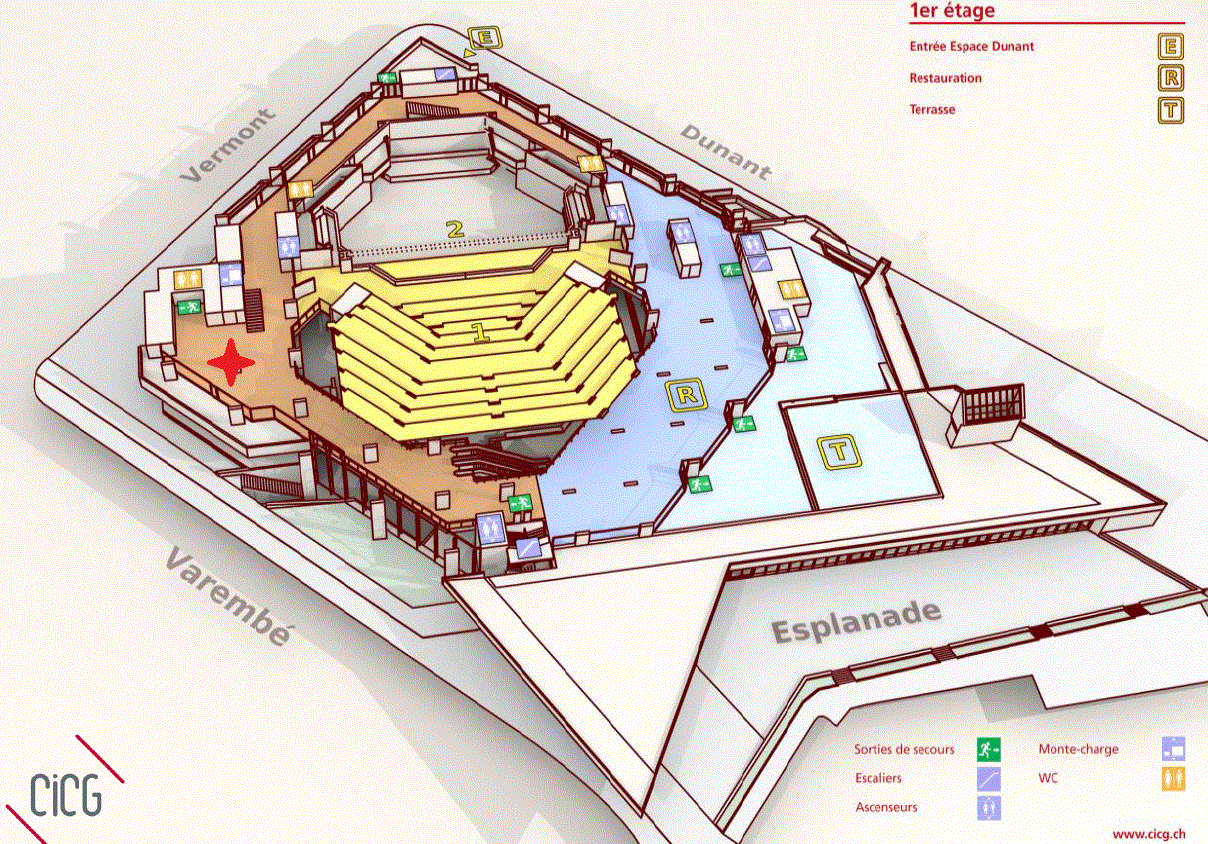 1er étage
Entrée Espace Dunant
E
Restauration
R
Terrasse
T
E
Vermont
Dunant
2
1
R
T
Varembé
Esplanade
Sorties de secours
Monte-charge
Escaliers
WC
Ascenseurs
CiCG
www.cicg.ch